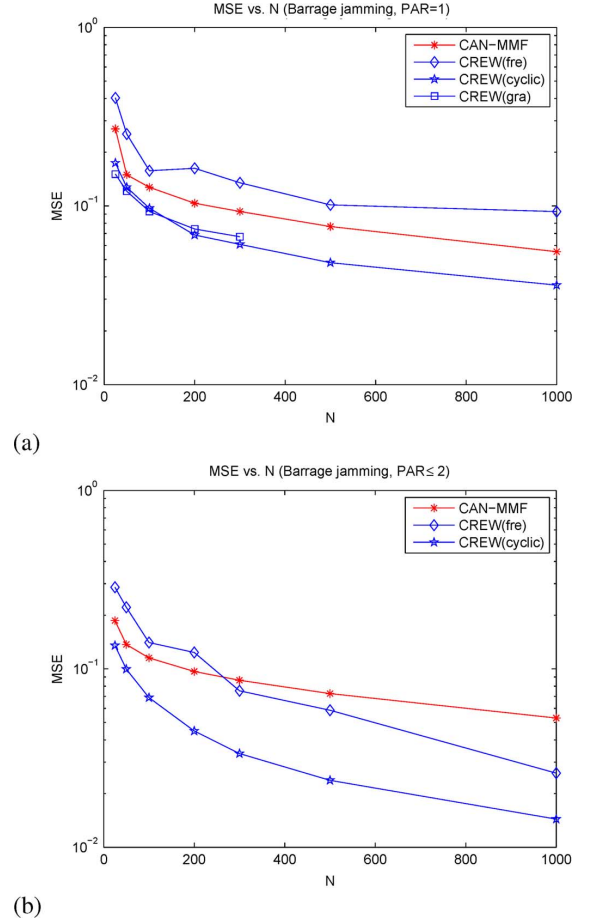 MSE vs. N (Barrage jamming, PAR=1)
10^0
CAN-MMF
CREW(fre)
CREW(cyclic)
CREW(gra)
MSE
10^-1
10^-2
0 200 400 600 800 1000
N
(a)
MSE vs. N (Barrage jamming, PAR≤ 2)
10^0
CAN-MMF
CREW(fre)
CREW(cyclic)
MSE
10^-1
10^-2
0 200 400 600 800 1000
N
(b)